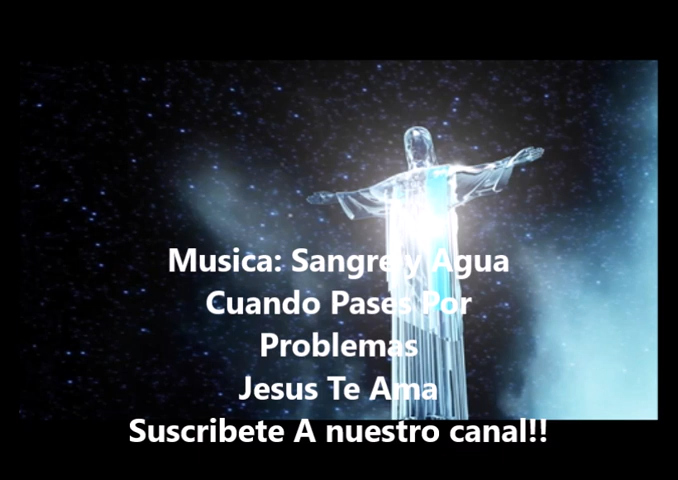 Musica: Sangre y Agua
Cuando Pases Por
Problemas
Jesus Te Ama
Suscribete A nuestro canal!!